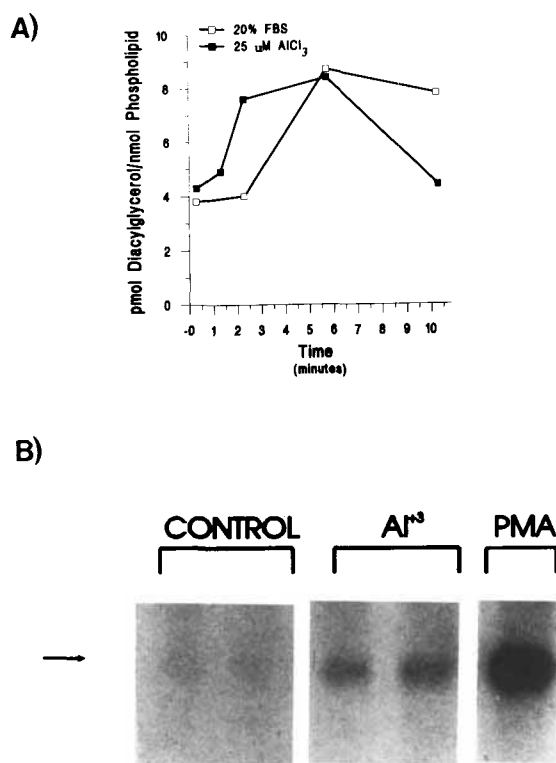 A)
20% FBS
25 uM AlCl3
pmol Diacylglycerol/nmol Phospholipid
10
8
6
4
2
0
-0 1 2 3 4 5 6 7 8 9 10
Time
(minutes)
B)
CONTROL Al+3 PMA